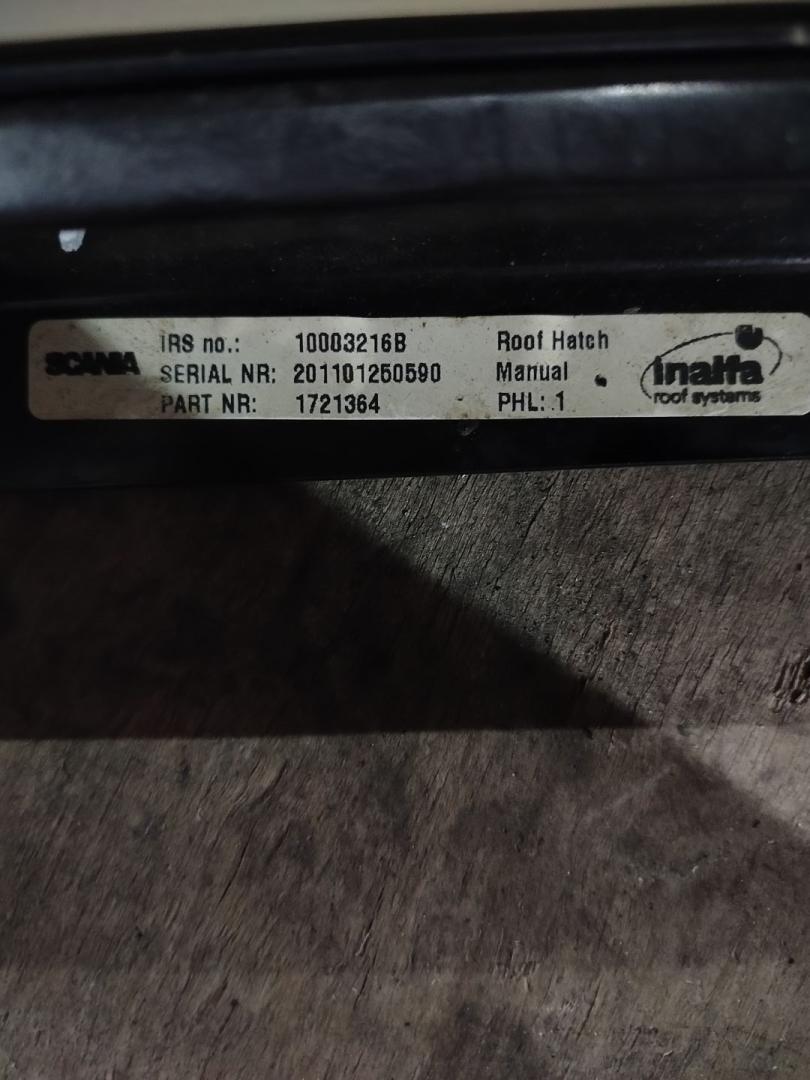 SCANIA
IRS no.: 10003216B Roof Hatch
SERIAL NR: 201101250590 Manual
PART NR: 1721364 PHL: 1
inalfa
roof systems